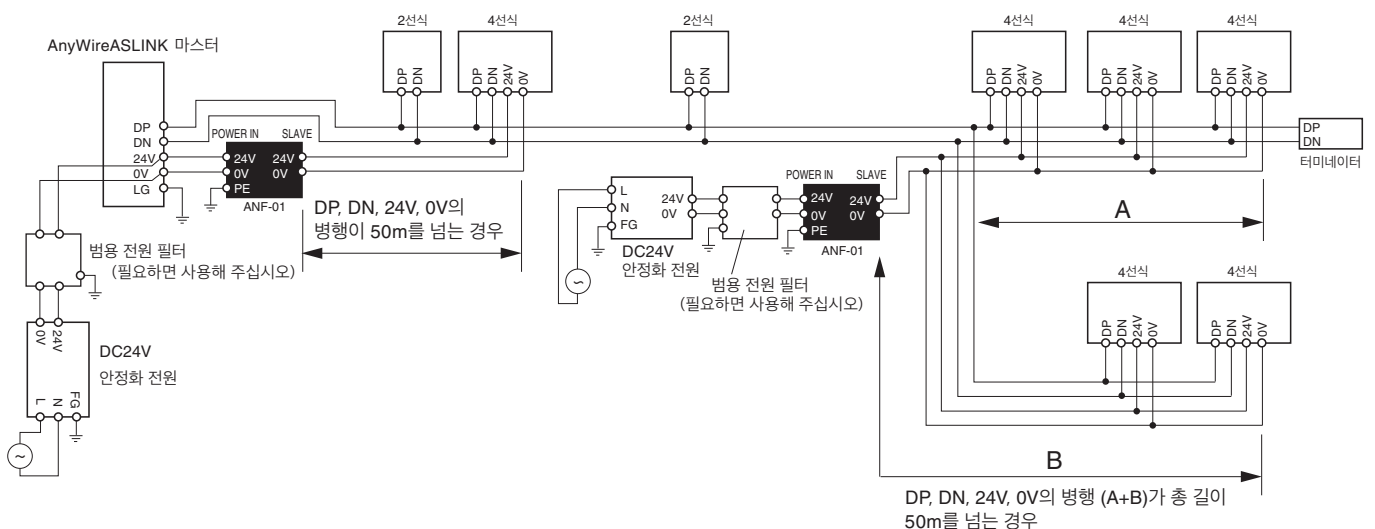 2선식
4선식
2선식
4선식
4선식
4선식
AnyWireASLINK 마스터
DP
DN
DP
DN
24V
0V
DP
DN
DP
DN
24V
0V
DP
DN
24V
0V
DP
DN
24V
0V
DP
DN
24V
0V
LG
POWER IN
SLAVE
24V
0V
PE
24V
0V
ANF-01
DP
DN
터미네이터
DP, DN, 24V, 0V의
병행이 50m를 넘는 경우
L
N
FG
24V
0V
DC24V
안정화 전원
범용 전원 필터
(필요하면 사용해 주십시오)
POWER IN
SLAVE
24V
0V
PE
24V
0V
ANF-01
A
범용 전원 필터
(필요하면 사용해 주십시오)
0V
24V
DC24V
안정화 전원
L
N
FG
~
~
4선식
4선식
DP
DN
24V
0V
DP
DN
24V
0V
B
DP, DN, 24V, 0V의 병행 (A+B)가 총 길이
50m를 넘는 경우